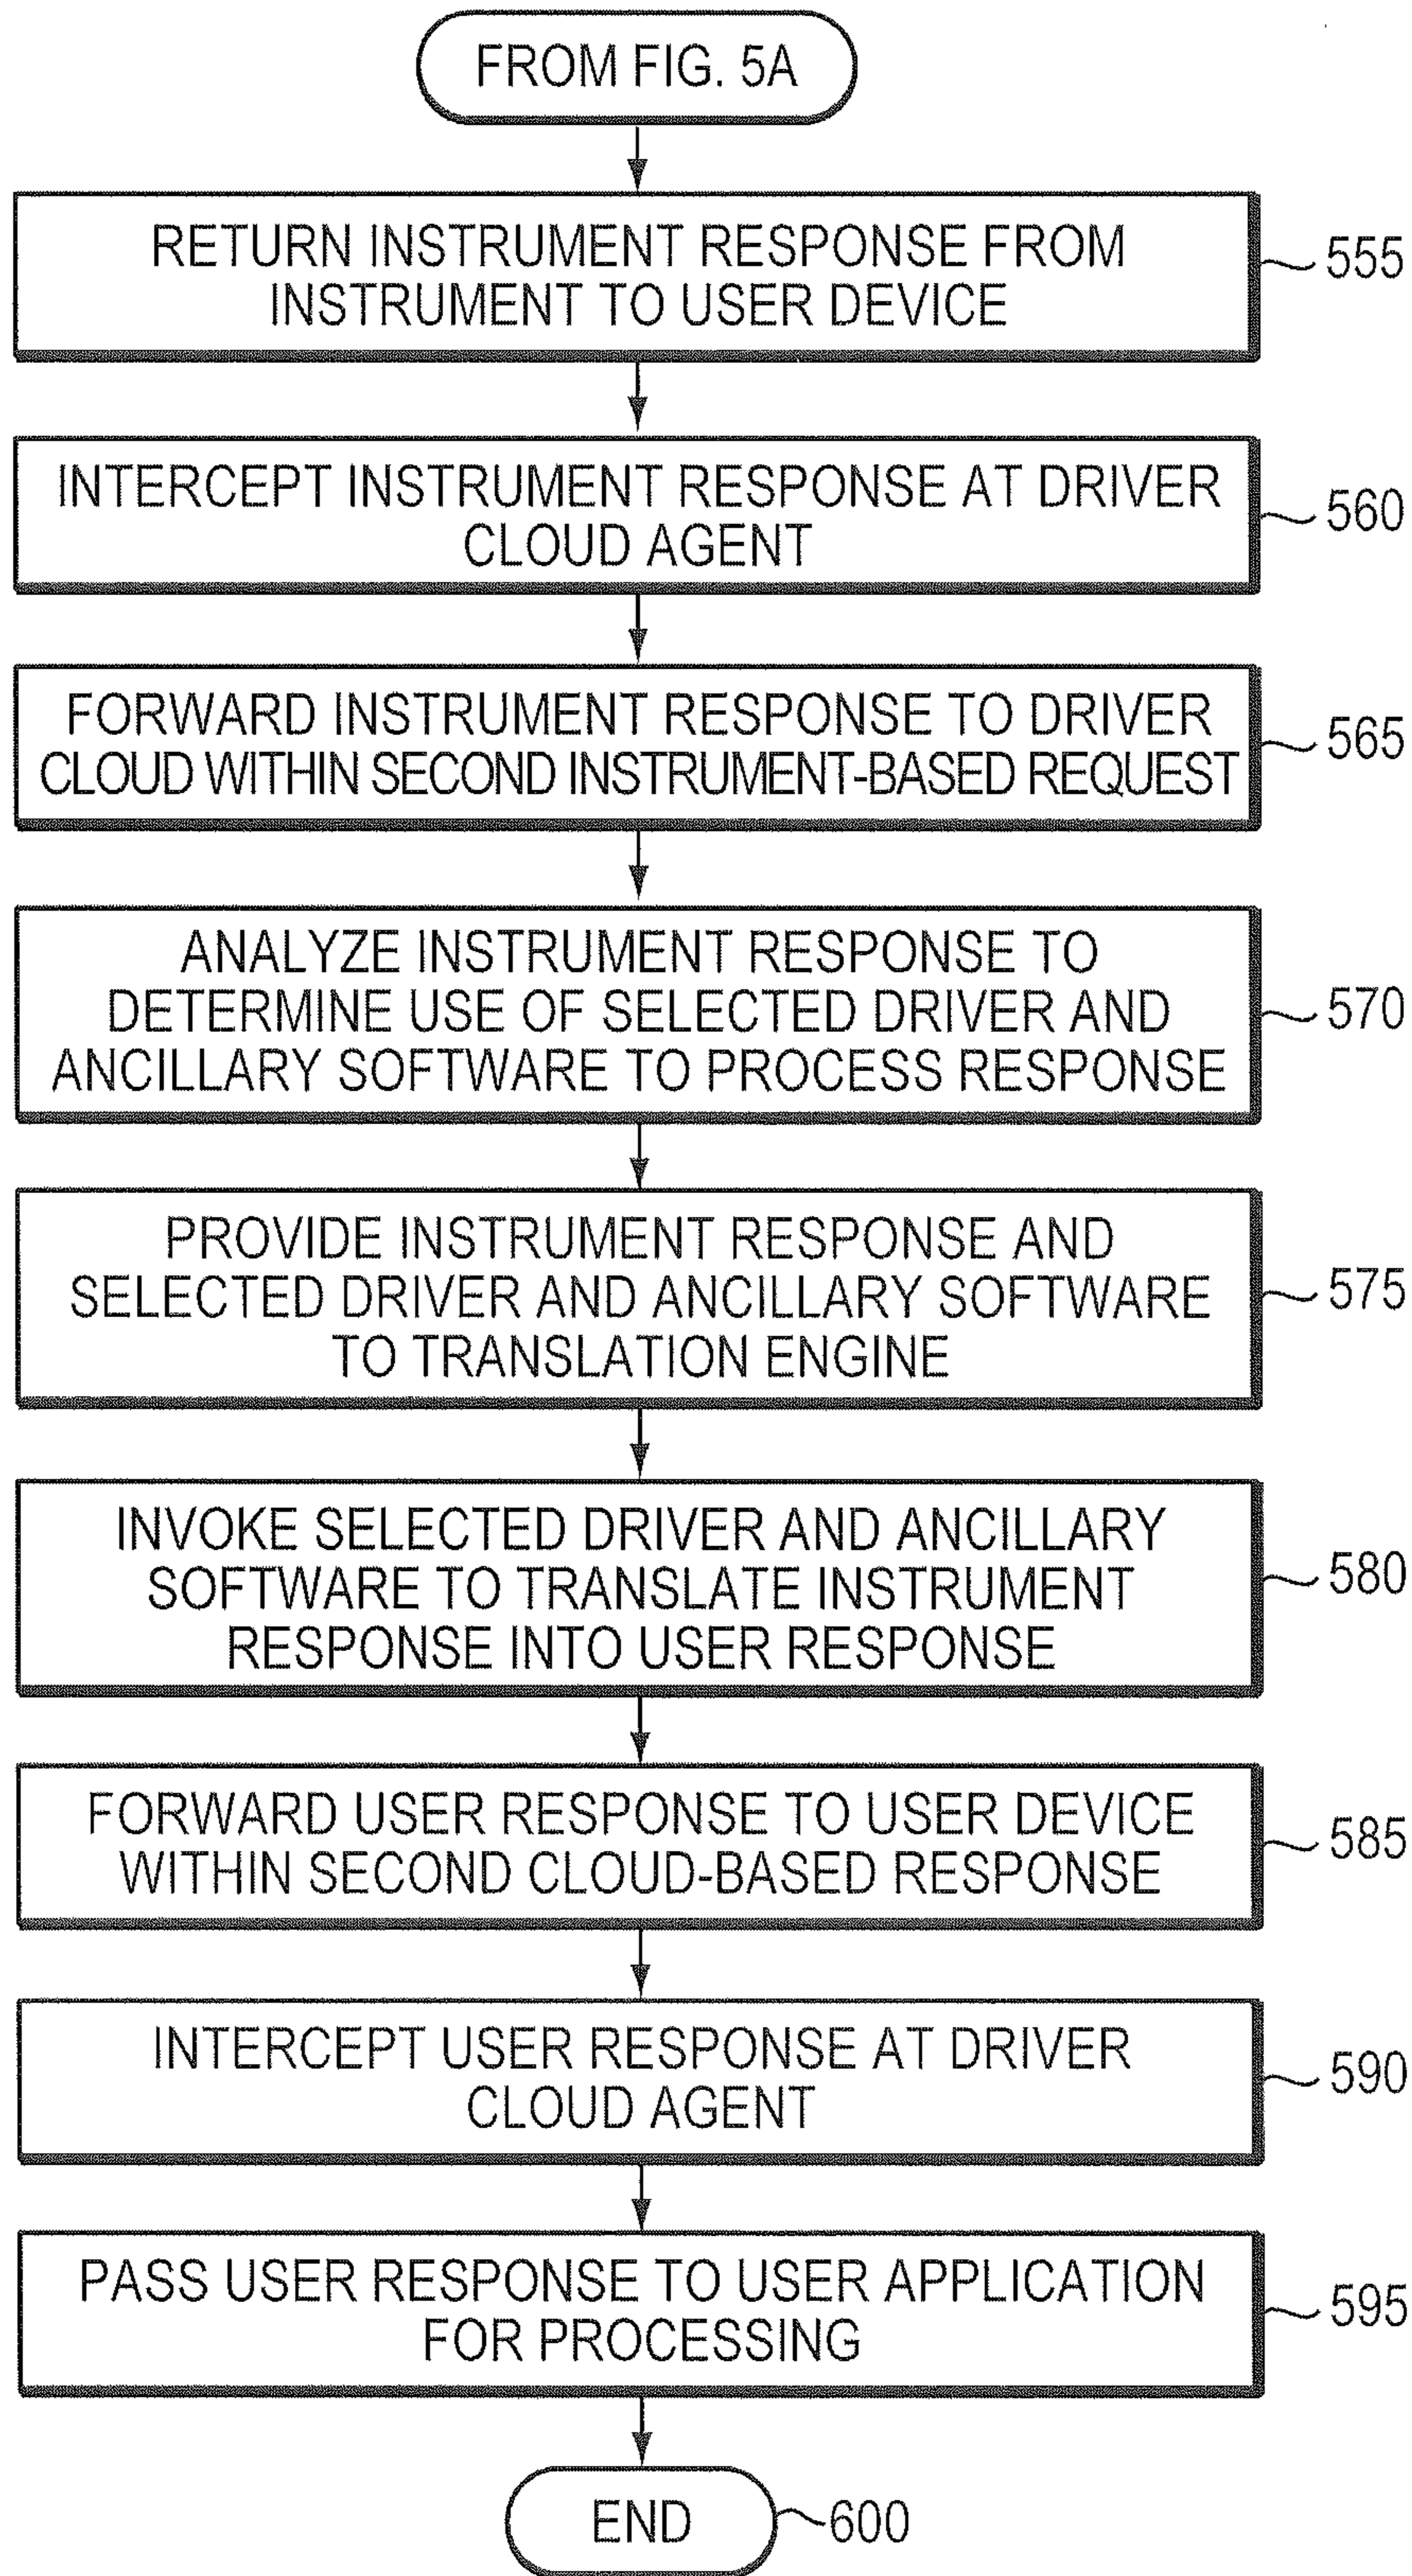 FROM FIG. 5A
RETURN INSTRUMENT RESPONSE FROM
INSTRUMENT TO USER DEVICE
555
INTERCEPT INSTRUMENT RESPONSE AT DRIVER
CLOUD AGENT
560
FORWARD INSTRUMENT RESPONSE TO DRIVER
CLOUD WITHIN SECOND INSTRUMENT-BASED REQUEST
565
ANALYZE INSTRUMENT RESPONSE TO
DETERMINE USE OF SELECTED DRIVER AND
ANCILLARY SOFTWARE TO PROCESS RESPONSE
570
PROVIDE INSTRUMENT RESPONSE AND
SELECTED DRIVER AND ANCILLARY SOFTWARE
TO TRANSLATION ENGINE
575
INVOKE SELECTED DRIVER AND ANCILLARY
SOFTWARE TO TRANSLATE INSTRUMENT
RESPONSE INTO USER RESPONSE
580
FORWARD USER RESPONSE TO USER DEVICE
WITHIN SECOND CLOUD-BASED RESPONSE
585
INTERCEPT USER RESPONSE AT DRIVER
CLOUD AGENT
590
PASS USER RESPONSE TO USER APPLICATION
FOR PROCESSING
595
END
600